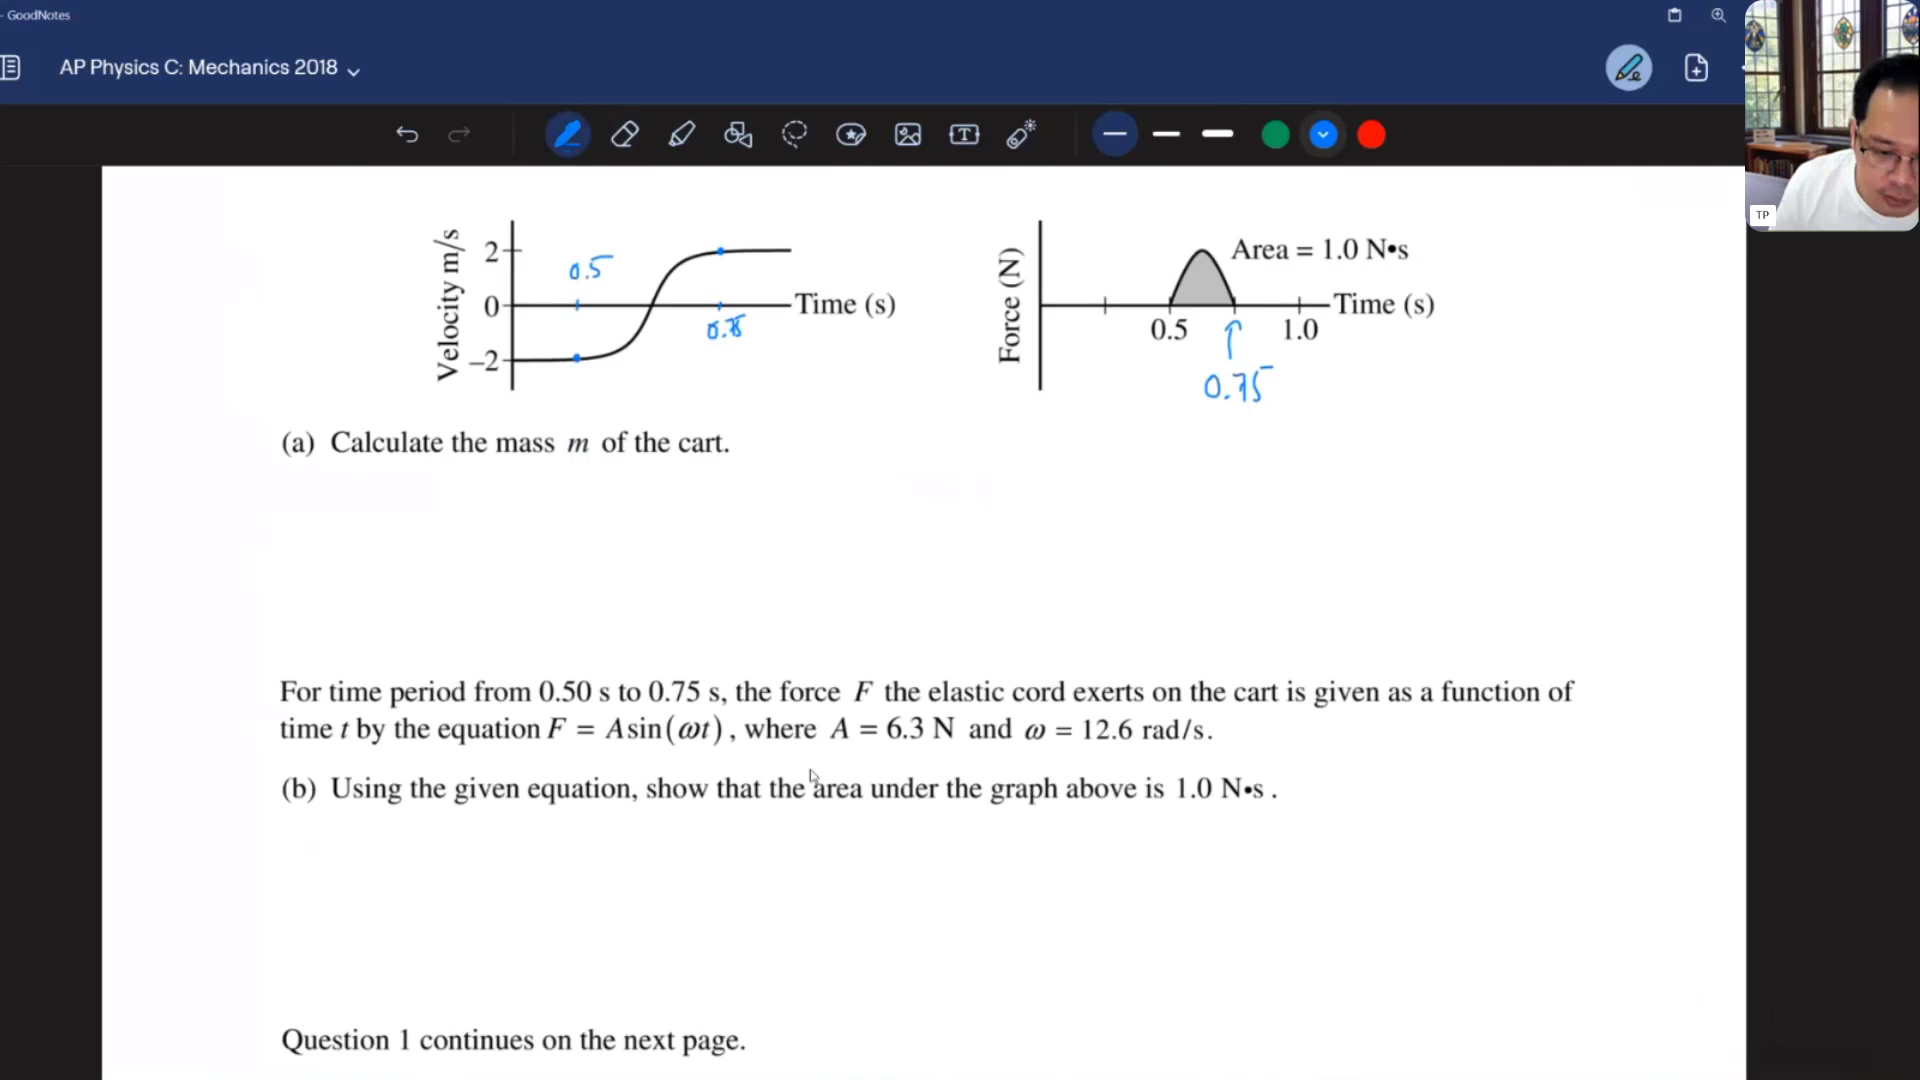 - GoodNotes
AP Physics C: Mechanics 2018
TP
Velocity m/s
2
0
−2
Time (s)
0.5
0.75
Force (N)
Area = 1.0 N•s
Time (s)
0.5
1.0
0.75
(a) Calculate the mass m of the cart.
For time period from 0.50 s to 0.75 s, the force F the elastic cord exerts on the cart is given as a function of
time t by the equation F = A sin(ωt), where A = 6.3 N and ω = 12.6 rad/s.
(b) Using the given equation, show that the area under the graph above is 1.0 N•s.
Question 1 continues on the next page.